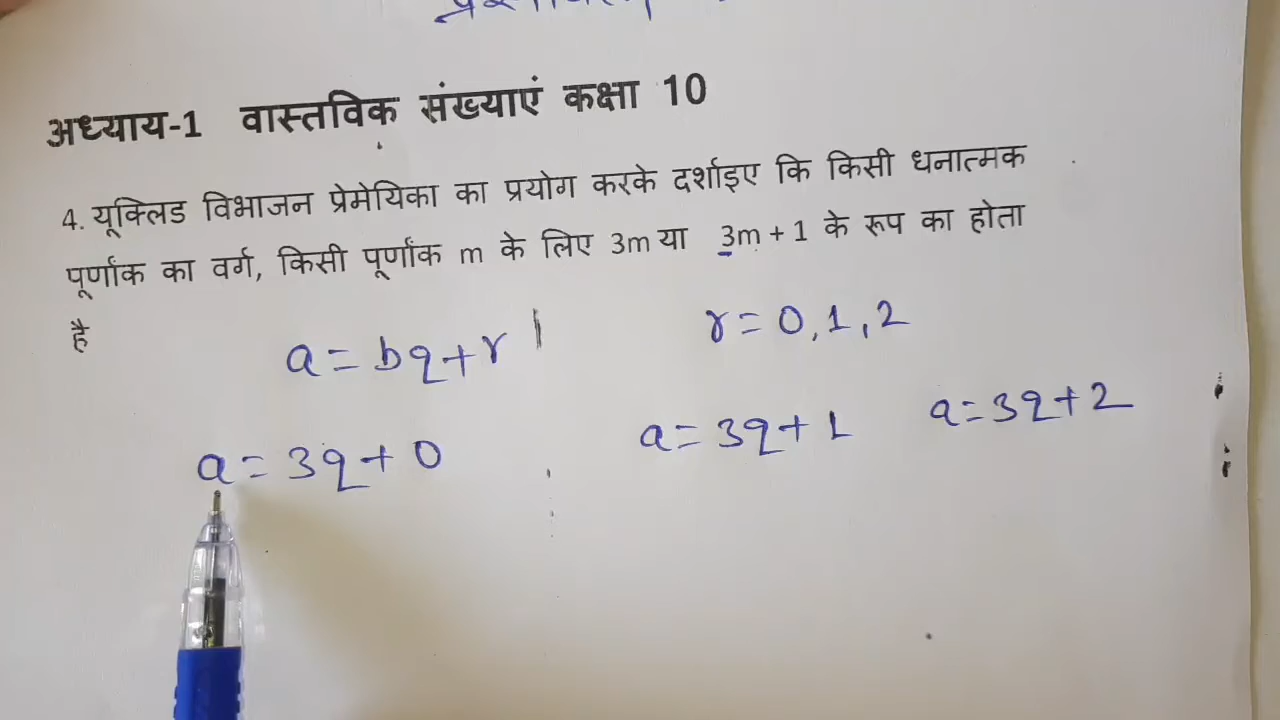 अध्याय-1 वास्तविक संख्याएं कक्षा 10
4. यूक्लिड विभाजन प्रेमेयिका का प्रयोग करके दर्शाइए कि किसी धनात्मक
पूर्णांक का वर्ग, किसी पूर्णांक m के लिए 3m या 3m + 1 के रूप का होता
है
a = bq + r
r = 0, 1, 2
a = 3q + 0
a = 3q + 1
a = 3q + 2